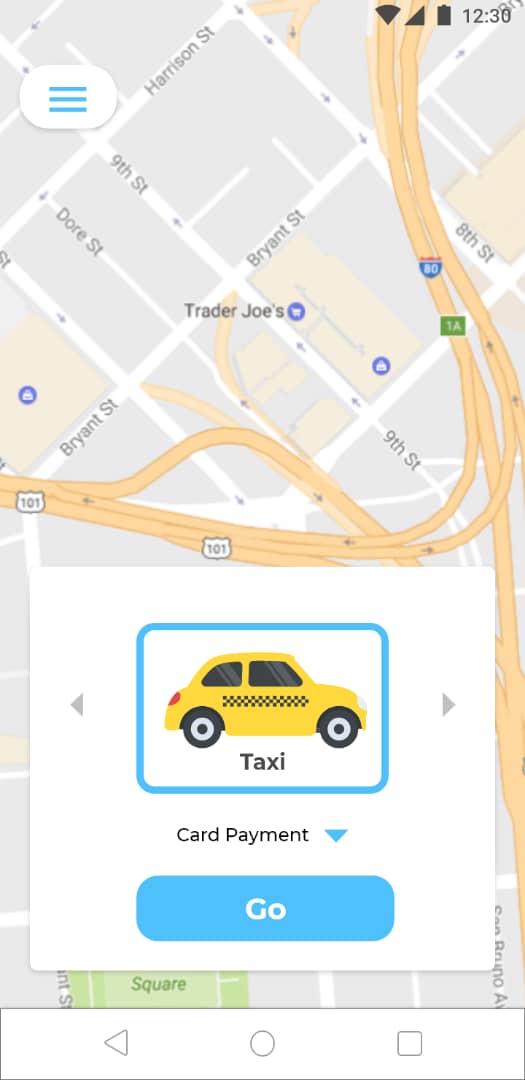 12:30
Harrison St
9th St
Dore St
Bryant St
8th St
80
Trader Joe's
1A
Bryant St
9th St
101
101
Taxi
Card Payment
Go
Square